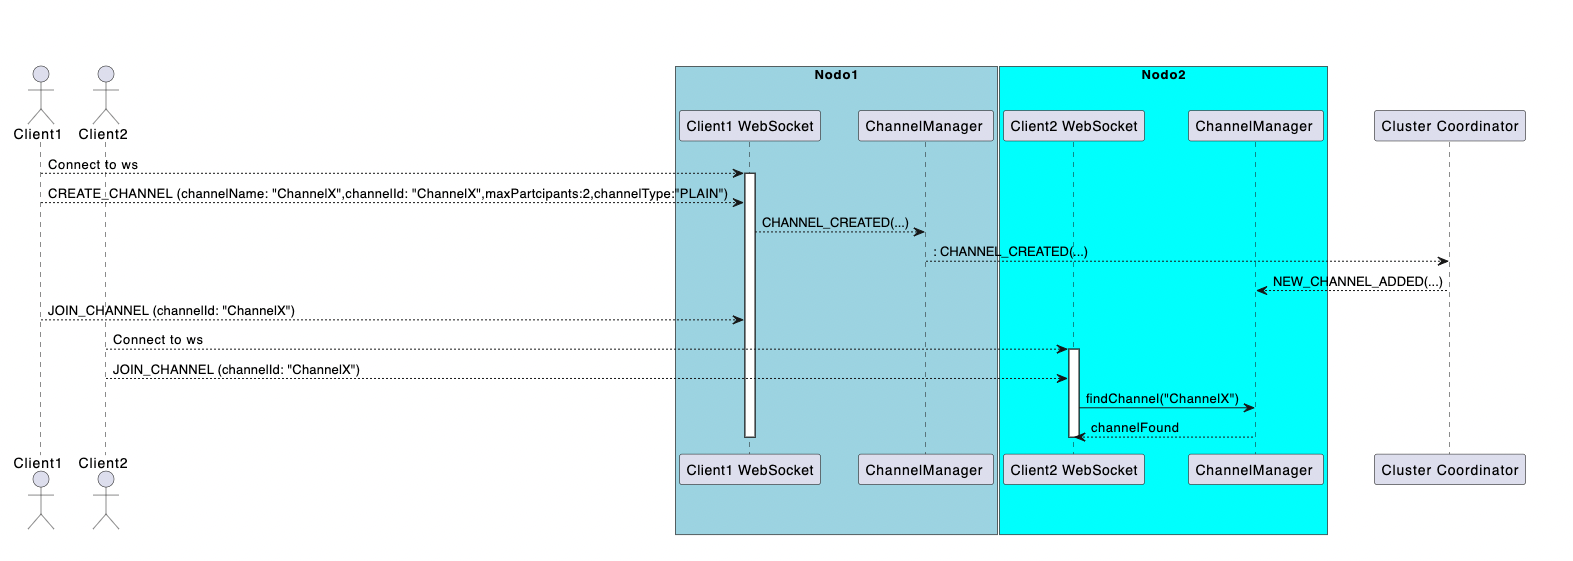 Nodo1
Nodo2
Client1
Client2
Client1 WebSocket
ChannelManager
Client2 WebSocket
ChannelManager
Cluster Coordinator
Connect to ws
CREATE_CHANNEL (channelName: "ChannelX",channelId: "ChannelX",maxPartcipants:2,channelType:"PLAIN")
CHANNEL_CREATED(...)
: CHANNEL_CREATED(...)
NEW_CHANNEL_ADDED(...)
JOIN_CHANNEL (channelId: "ChannelX")
Connect to ws
JOIN_CHANNEL (channelId: "ChannelX")
findChannel("ChannelX")
channelFound
Client1
Client2
Client1 WebSocket
ChannelManager
Client2 WebSocket
ChannelManager
Cluster Coordinator